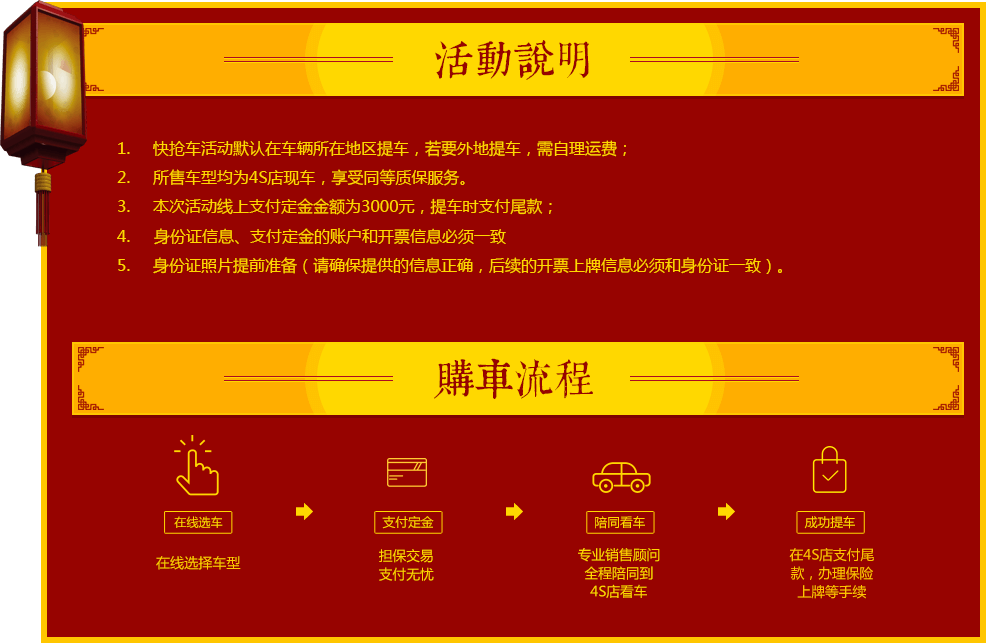 活動說明
1. 快抢车活动默认在车辆所在地区提车，若要外地提车，需自理运费；
2. 所售车型均为4S店现车，享受同等质保服务。
3. 本次活动线上支付定金金额为3000元，提车时支付尾款；
4. 身份证信息、支付定金的账户和开票信息必须一致
5. 身份证照片提前准备（请确保提供的信息正确，后续的开票上牌信息必须和身份证一致）。
購車流程
在线选车
在线选择车型
支付定金
担保交易
支付无忧
陪同看车
专业销售顾问
全程陪同到
4S店看车
成功提车
在4S店支付尾
款，办理保险
上牌等手续